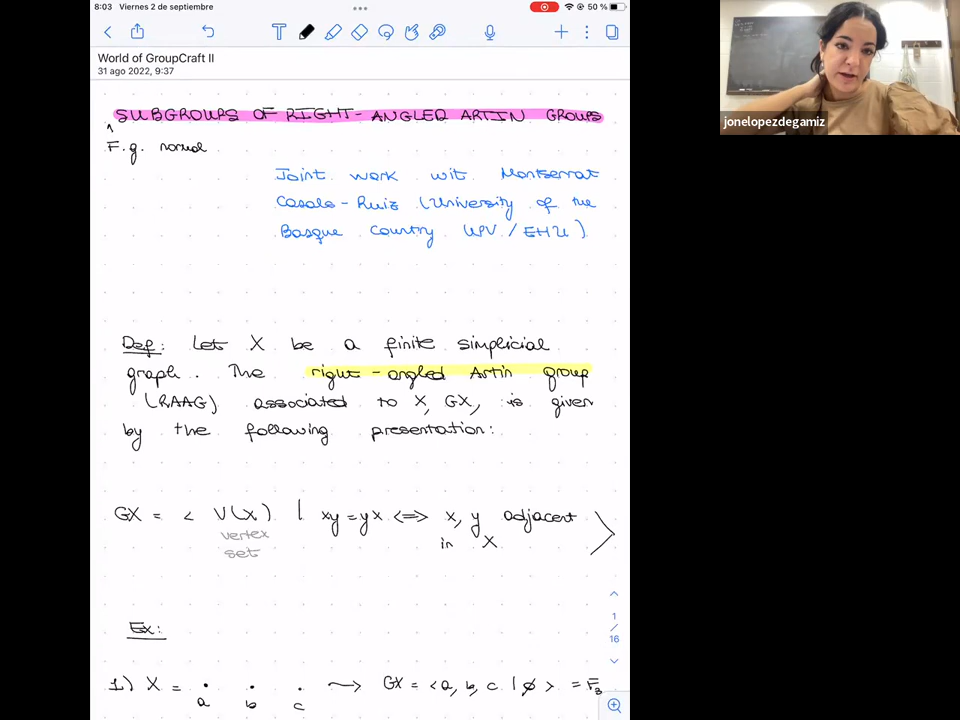 8:03 Viernes 2 de septiembre
50 %
World of GroupCraft II
31 ago 2022, 9:37
SUBGROUPS OF RIGHT-ANGLED ARTIN GROUPS
F.g. normal
Joint work wit Montserrat
Casals-Ruiz (University of the
Basque Country UPV/EHU)
Def: Let X be a finite simplicial
graph. The right-angled Artin group
(RAAG) associated to X, GX, is given
by the following presentation:
GX = < V(X) | xy = yx <=> x, y adjacent
in X >
vertex
set
Ex:
1) X = • • • ⟿ GX = <a, b, c | ∅ > = F₃
a b c
1
/
16
jonelopezdegamiz